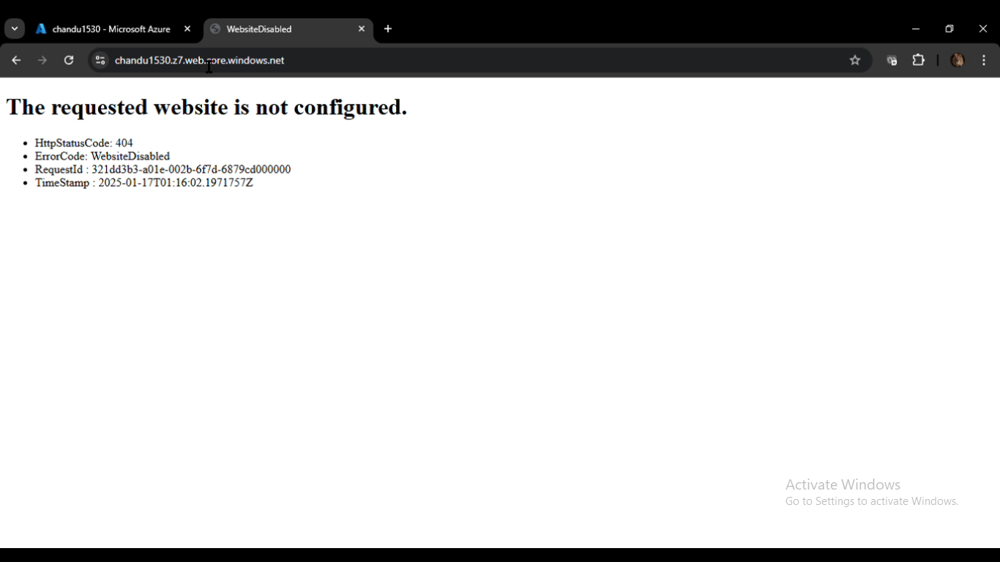 chandu1530 - Microsoft Azure
WebsiteDisabled
chandu1530.z7.web.core.windows.net
The requested website is not configured.
• HttpStatusCode: 404
• ErrorCode: WebsiteDisabled
• RequestId : 321dd3b3-a01e-002b-6f7d-6879cd000000
• TimeStamp : 2025-01-17T01:16:02.1971757Z
Activate Windows
Go to Settings to activate Windows.